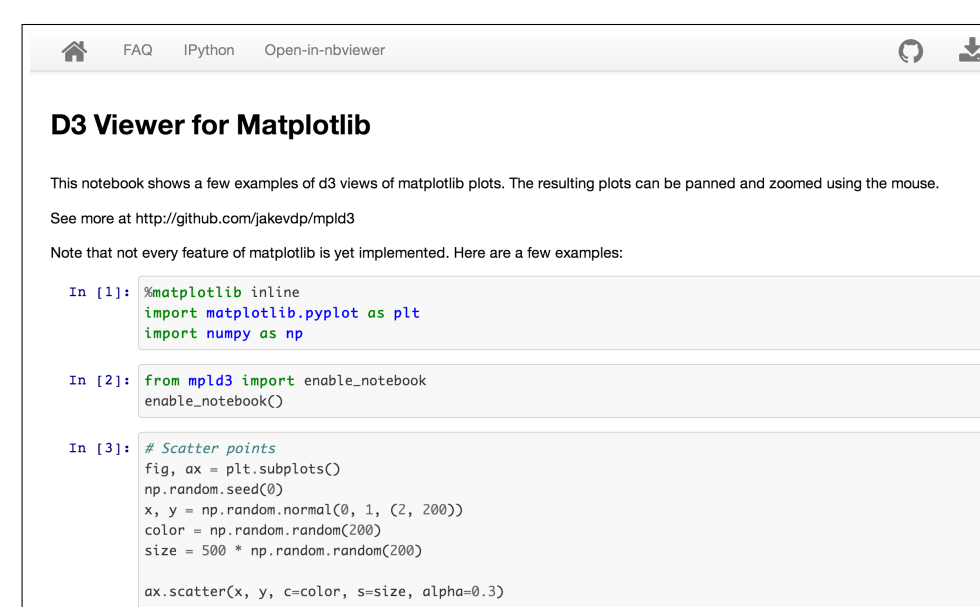 FAQ IPython Open-in-nbviewer
D3 Viewer for Matplotlib
This notebook shows a few examples of d3 views of matplotlib plots. The resulting plots can be panned and zoomed using the mouse.
See more at http://github.com/jakevdp/mpld3
Note that not every feature of matplotlib is yet implemented. Here are a few examples:
In [1]: %matplotlib inline
import matplotlib.pyplot as plt
import numpy as np
In [2]: from mpld3 import enable_notebook
enable_notebook()
In [3]: # Scatter points
fig, ax = plt.subplots()
np.random.seed(0)
x, y = np.random.normal(0, 1, (2, 200))
color = np.random.random(200)
size = 500 * np.random.random(200)
ax.scatter(x, y, c=color, s=size, alpha=0.3)